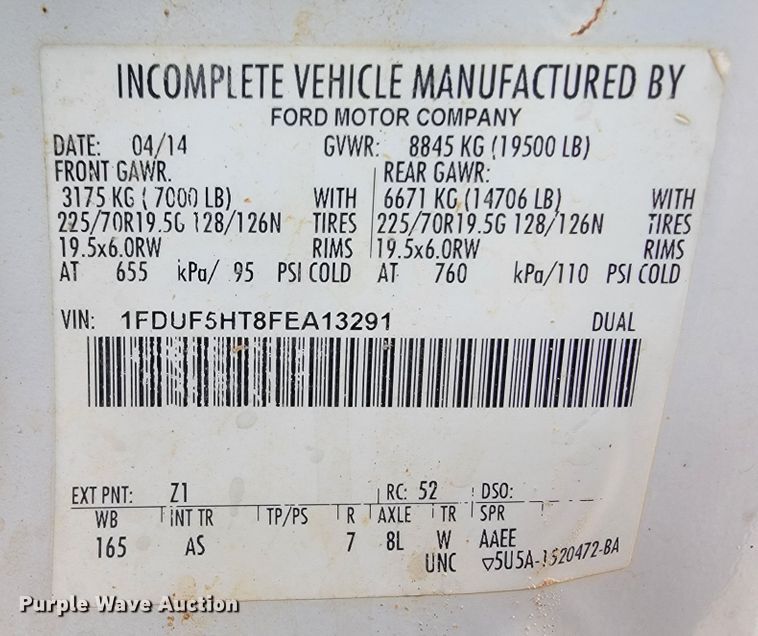 INCOMPLETE VEHICLE MANUFACTURED BY
FORD MOTOR COMPANY
DATE: 04/14 GVWR: 8845 KG (19500 LB)
FRONT GAWR: REAR GAWR:
3175 KG ( 7000 LB) WITH 6671 KG (14706 LB) WITH
225/70R19.5G 128/126N TIRES 225/70R19.5G 128/126N TIRES
19.5x6.0RW RIMS 19.5x6.0RW RIMS
AT 655 kPa/ 95 PSI COLD AT 760 kPa/110 PSI COLD
VIN: 1FDUF5HT8FEA13291 DUAL
EXT PNT: Z1 RC: 52 DSO:
WB INT TR TP/PS R AXLE TR SPR
165 AS 7 8L W AAEE
UNC ▽5U5A-1520472-BA
Purple Wave Auction